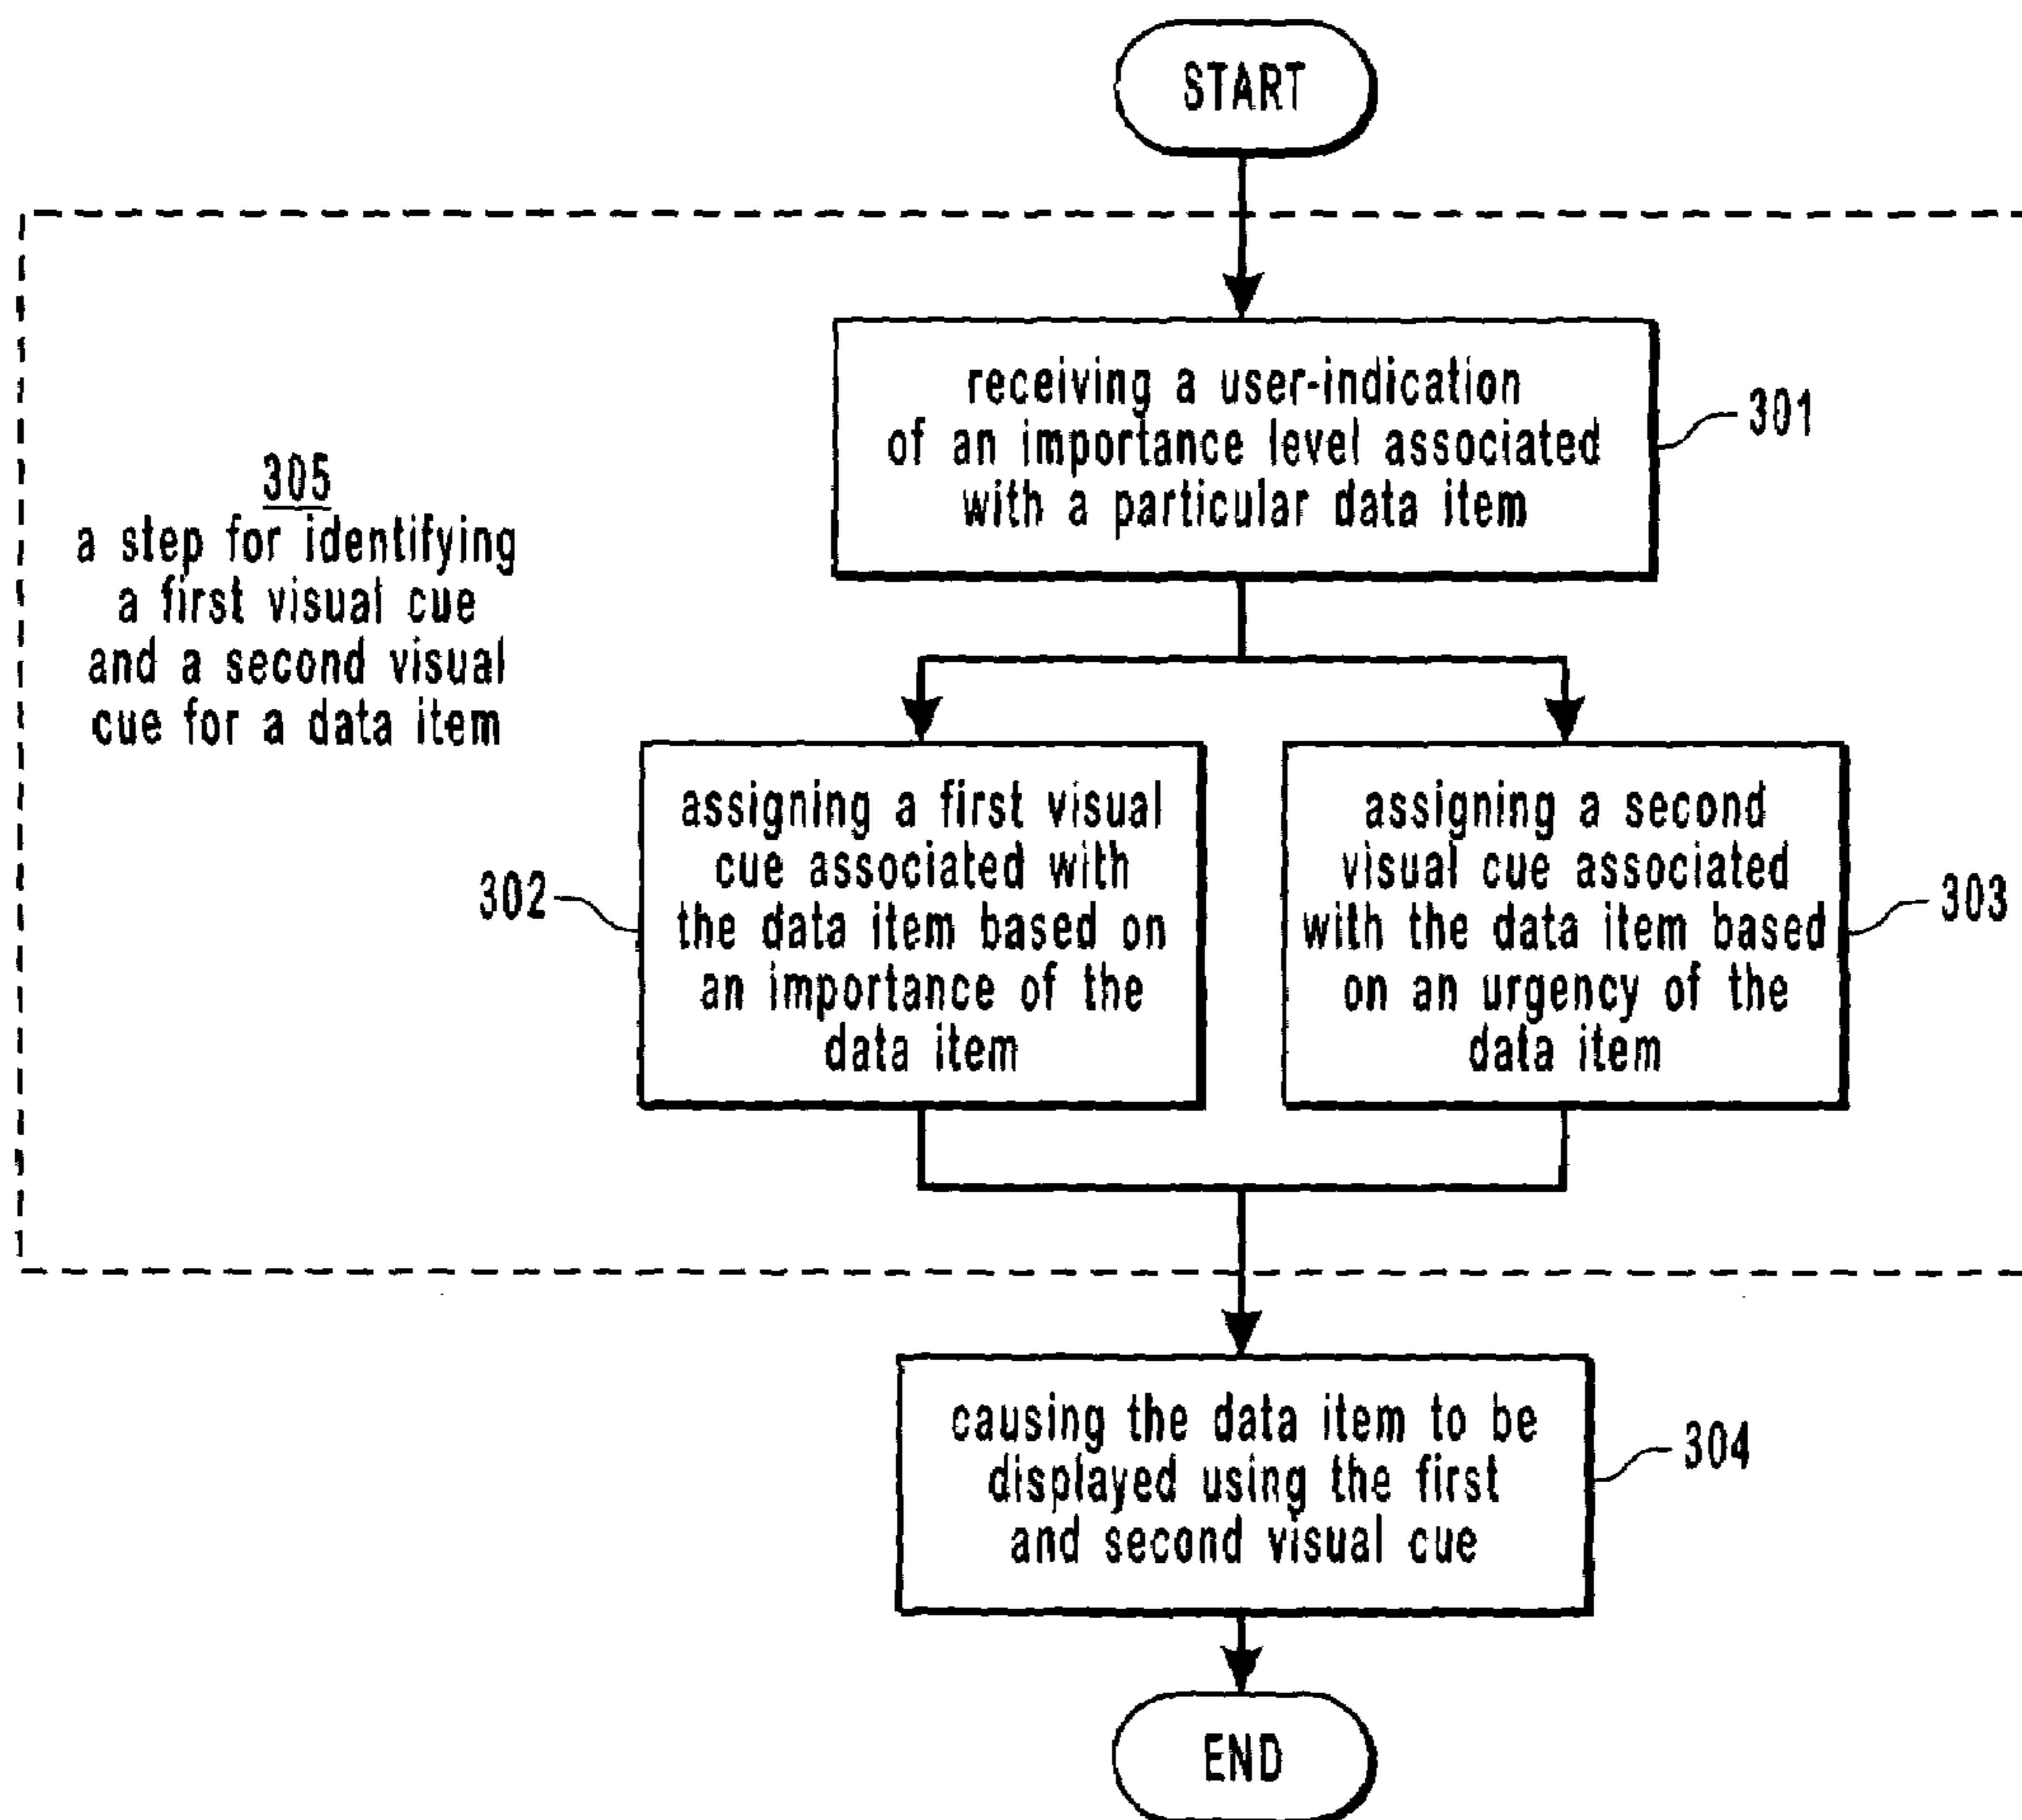 START
receiving a user-indication
of an importance level associated
with a particular data item
301
305
a step for identifying
a first visual cue
and a second visual
cue for a data item
assigning a first visual
cue associated with
the data item based on
an importance of the
data item
302
assigning a second
visual cue associated
with the data item based
on an urgency of the
data item
303
causing the data item to be
displayed using the first
and second visual cue
304
END